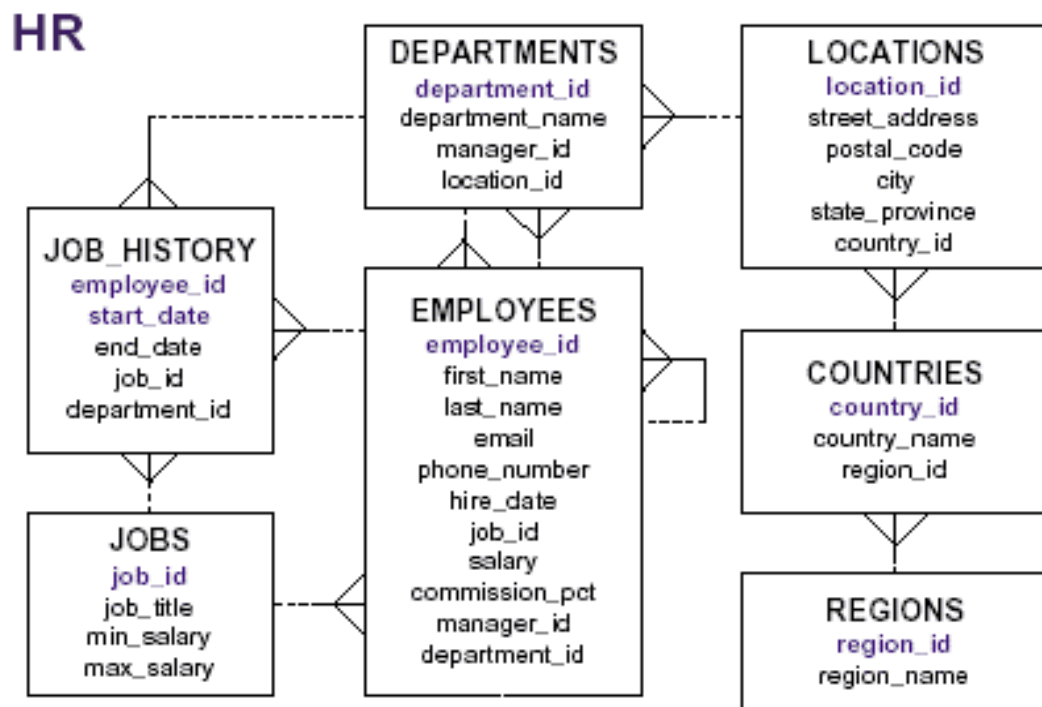 HR
DEPARTMENTS
department_id
department_name
manager_id
location_id
LOCATIONS
location_id
street_address
postal_code
city
state_province
country_id
JOB_HISTORY
employee_id
start_date
end_date
job_id
department_id
EMPLOYEES
employee_id
first_name
last_name
email
phone_number
hire_date
job_id
salary
commission_pct
manager_id
department_id
COUNTRIES
country_id
country_name
region_id
JOBS
job_id
job_title
min_salary
max_salary
REGIONS
region_id
region_name